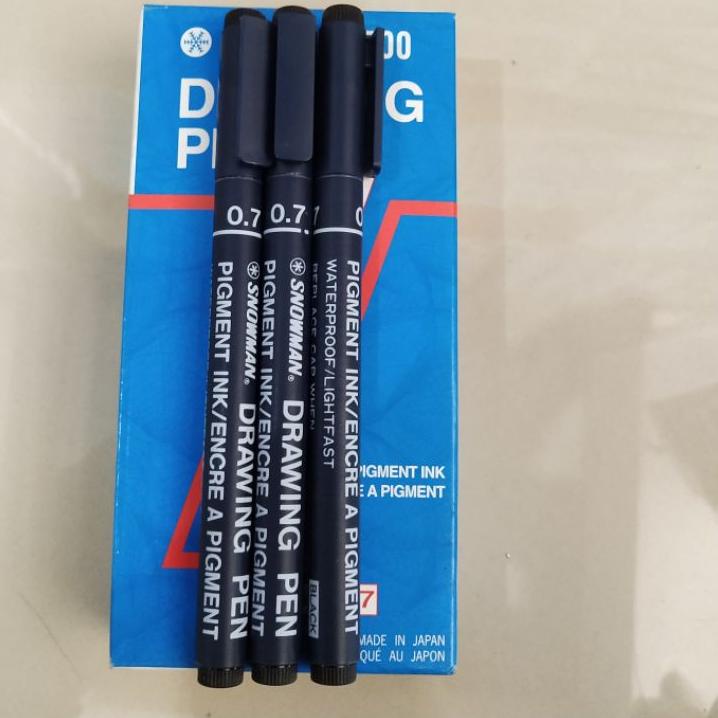 00
G
0.7
0.7
PIGMENT INK/ENCRE A PIGMENT
SNOWMAN® DRAWING PEN
PIGMENT INK/ENCRE A PIGMENT
SNOWMAN® DRAWING PEN
REPLACE CAP WHEN
BLACK
WATERPROOF/LIGHTFAST
PIGMENT INK/ENCRE A PIGMENT
PIGMENT INK
A PIGMENT
7
MADE IN JAPAN
AU JAPON